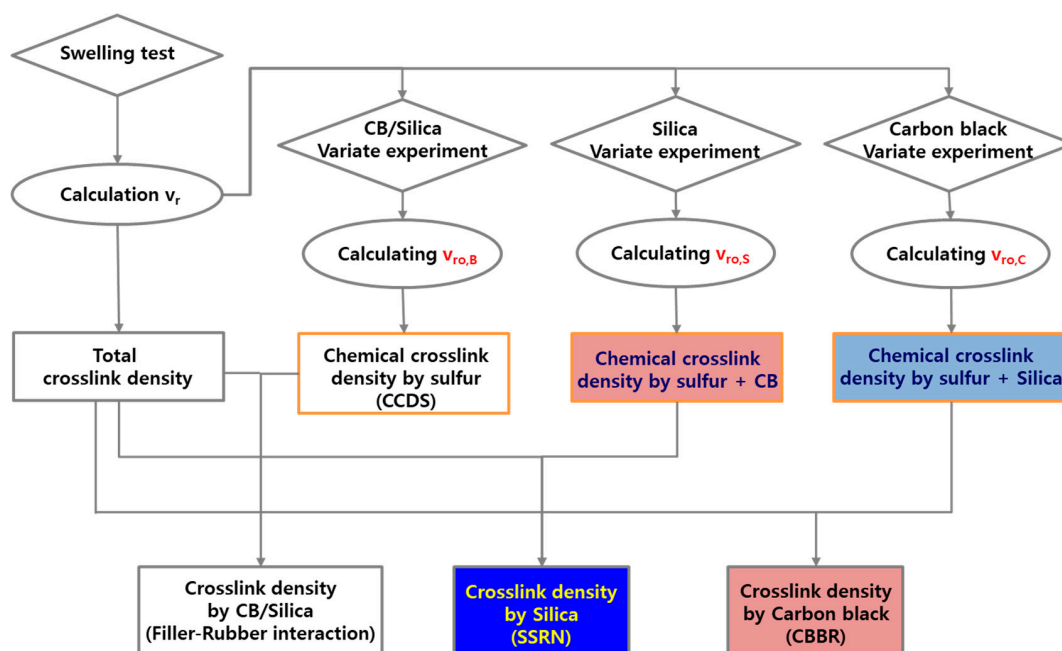 Swelling test
CB/Silica
Variate experiment
Silica
Variate experiment
Carbon black
Variate experiment
Calculation vr
Calculating vro,B
Calculating vro,S
Calculating vro,C
Total
crosslink density
Chemical crosslink
density by sulfur
(CCDS)
Chemical crosslink
density by sulfur + CB
Chemical crosslink
density by sulfur + Silica
Crosslink density
by CB/Silica
(Filler-Rubber interaction)
Crosslink density
by Silica
(SSRN)
Crosslink density
by Carbon black
(CBBR)